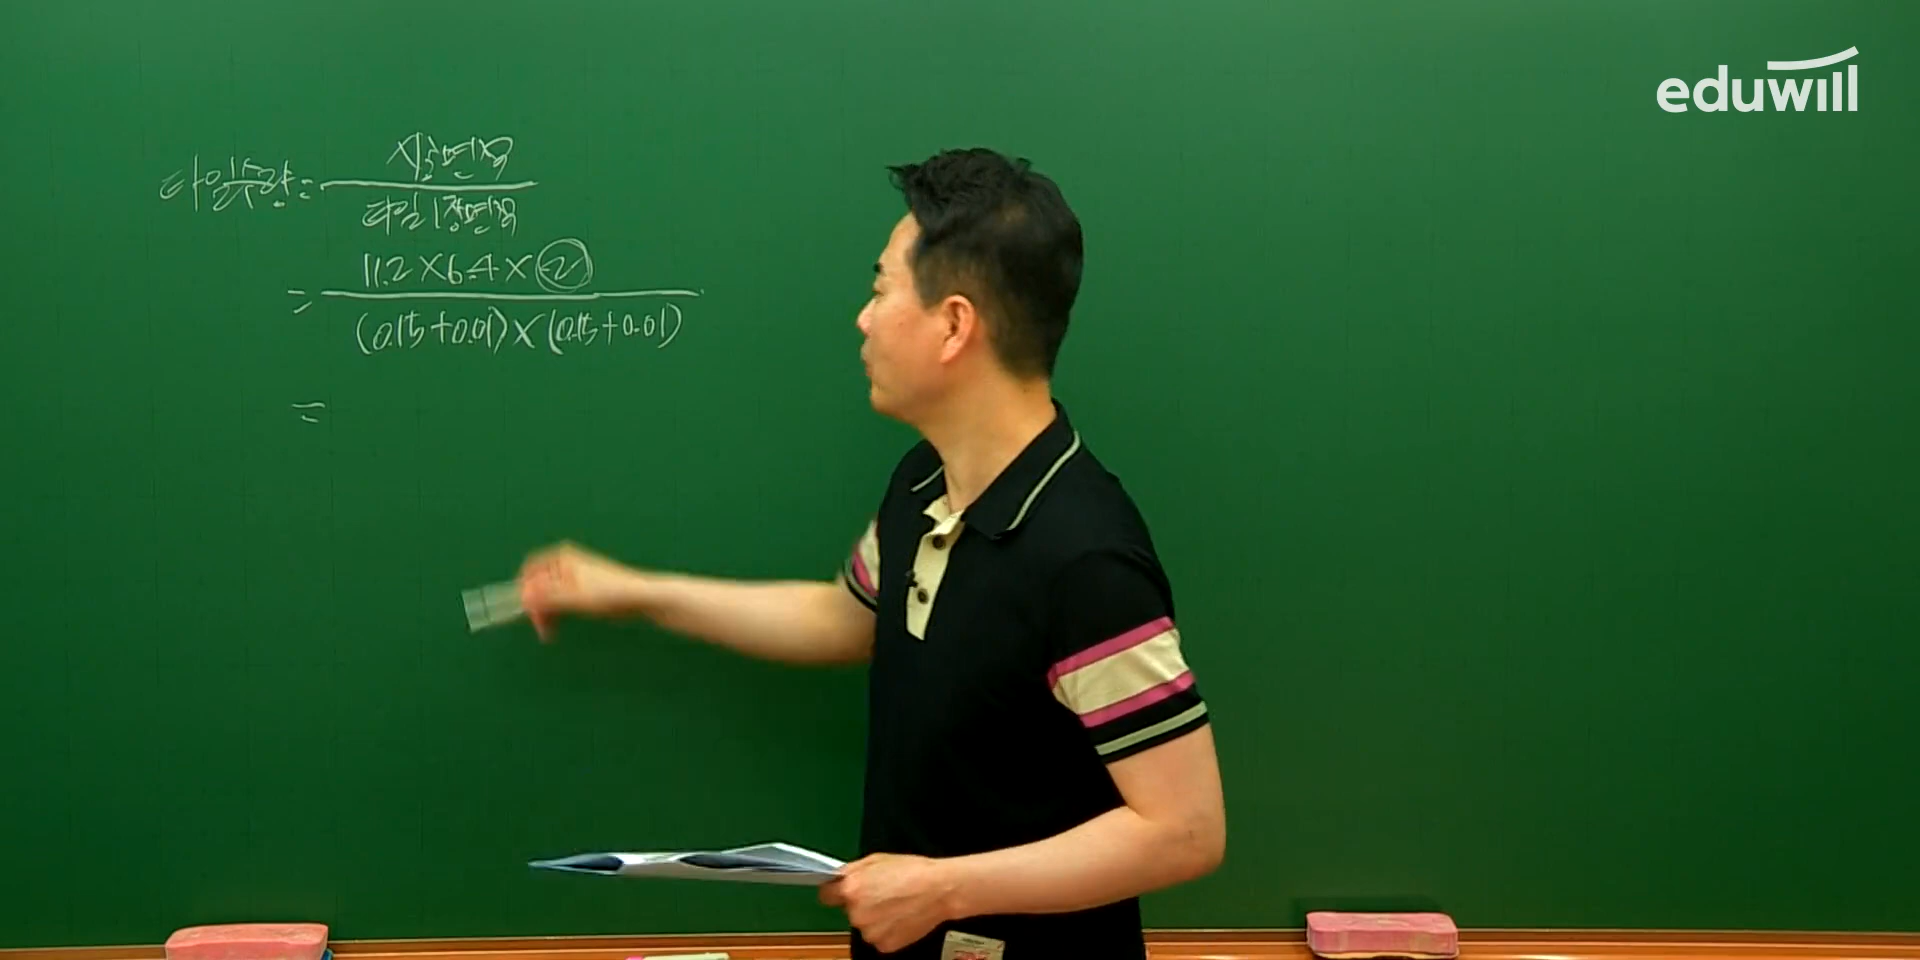 eduwill
타일수량 = 시공면적
타일 1장면적
= 11.2 × 6.4 × 2
(0.15+0.01) × (0.15+0.01)
=